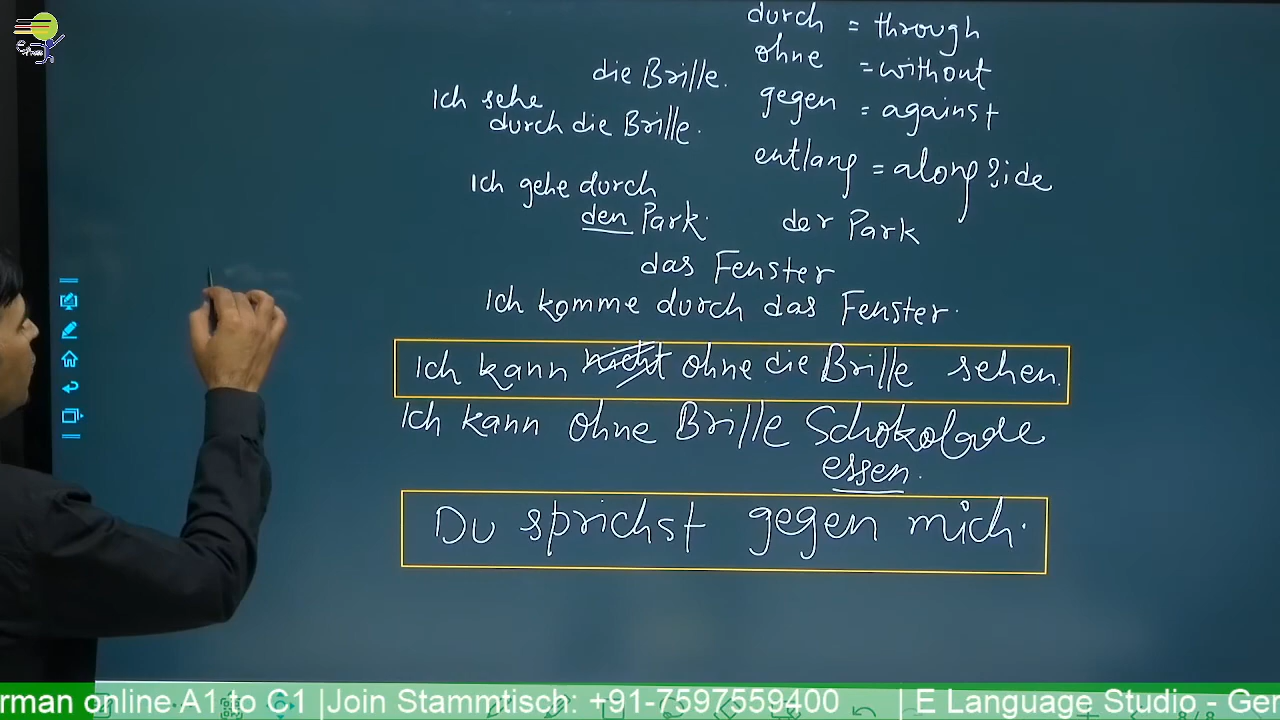 durch = through
ohne = without
gegen = against
entlang = alongside
die Brille.
Ich sehe
durch die Brille.
Ich gehe durch
den Park.
der Park
das Fenster
Ich komme durch das Fenster.
Ich kann nicht ohne die Brille sehen.
Ich kann ohne Brille Schokolade
essen.
Du sprichst gegen mich.
rman online A1 to C1 |Join Stammtisch: +91-7597559400 | E Language Studio - Ger